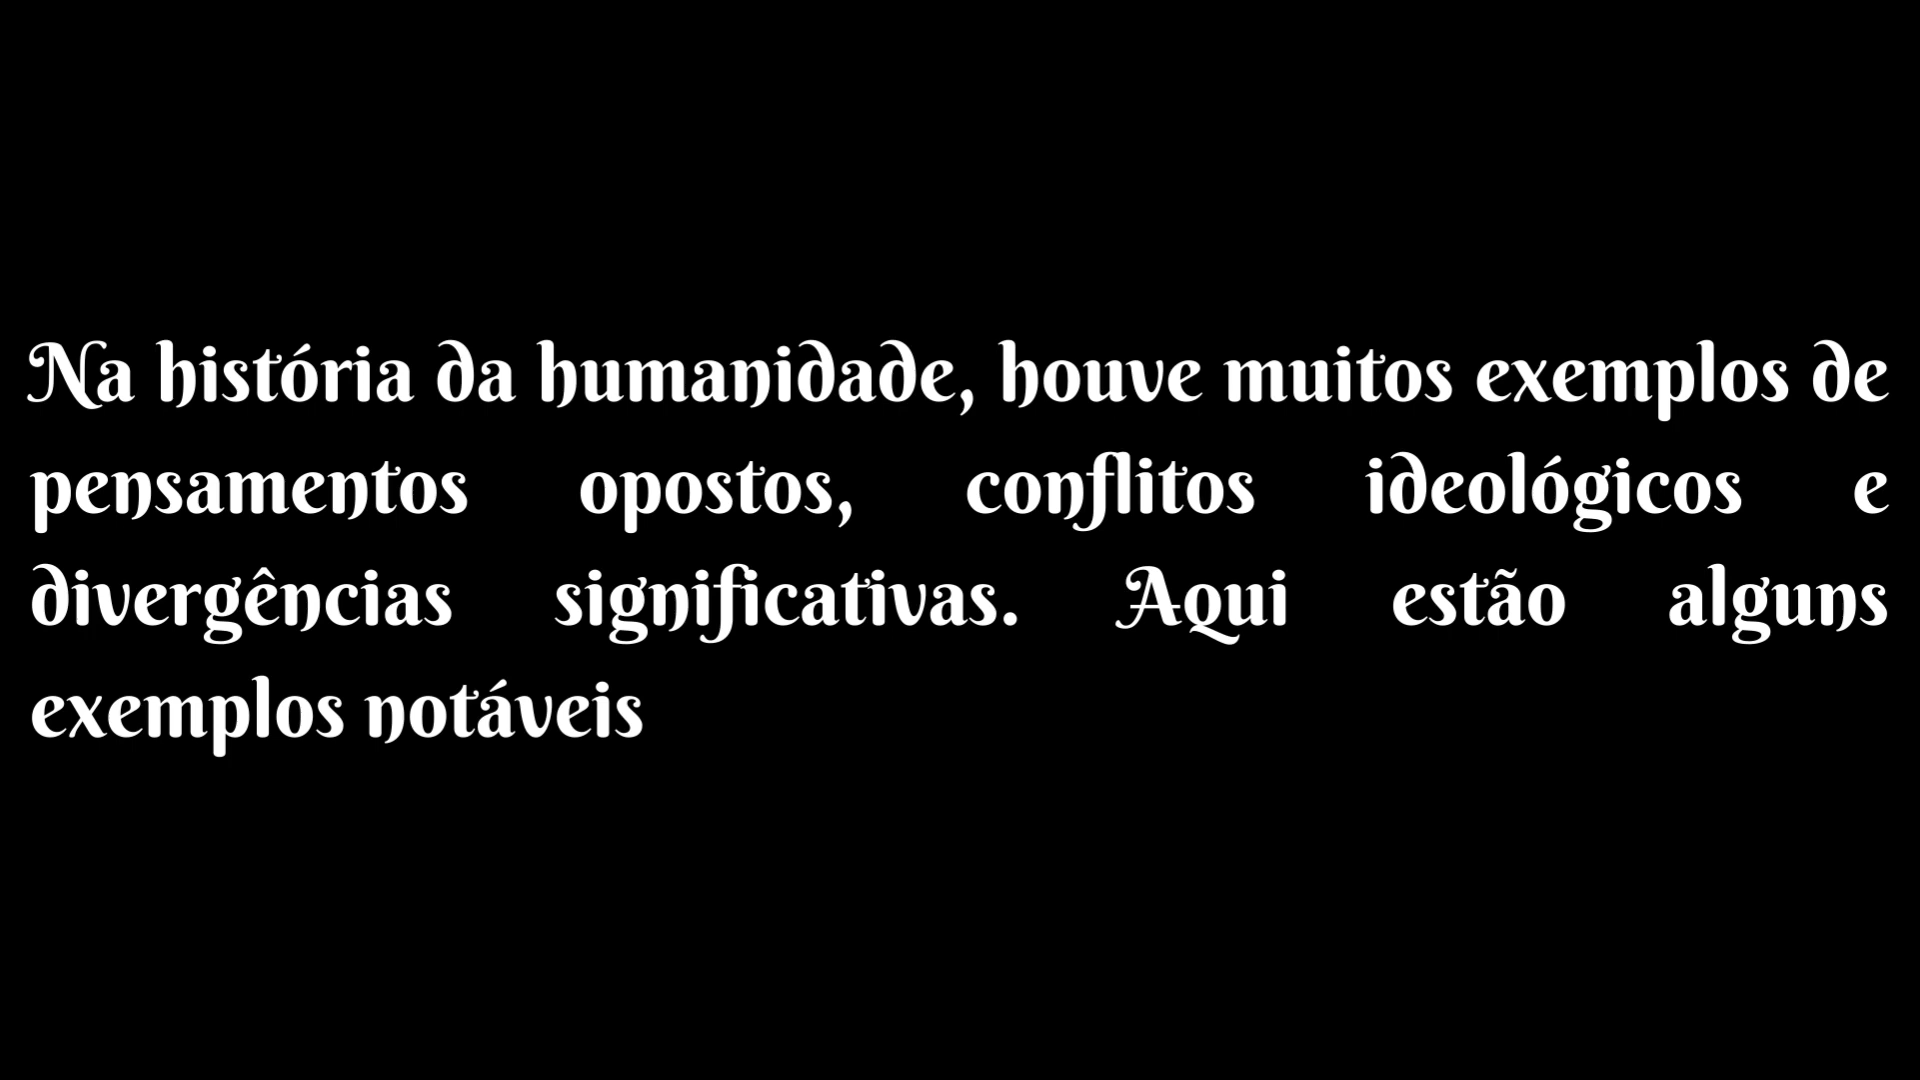 Na história da humanidade, houve muitos exemplos de
pensamentos opostos, conflitos ideológicos e
divergências significativas. Aqui estão alguns
exemplos notáveis